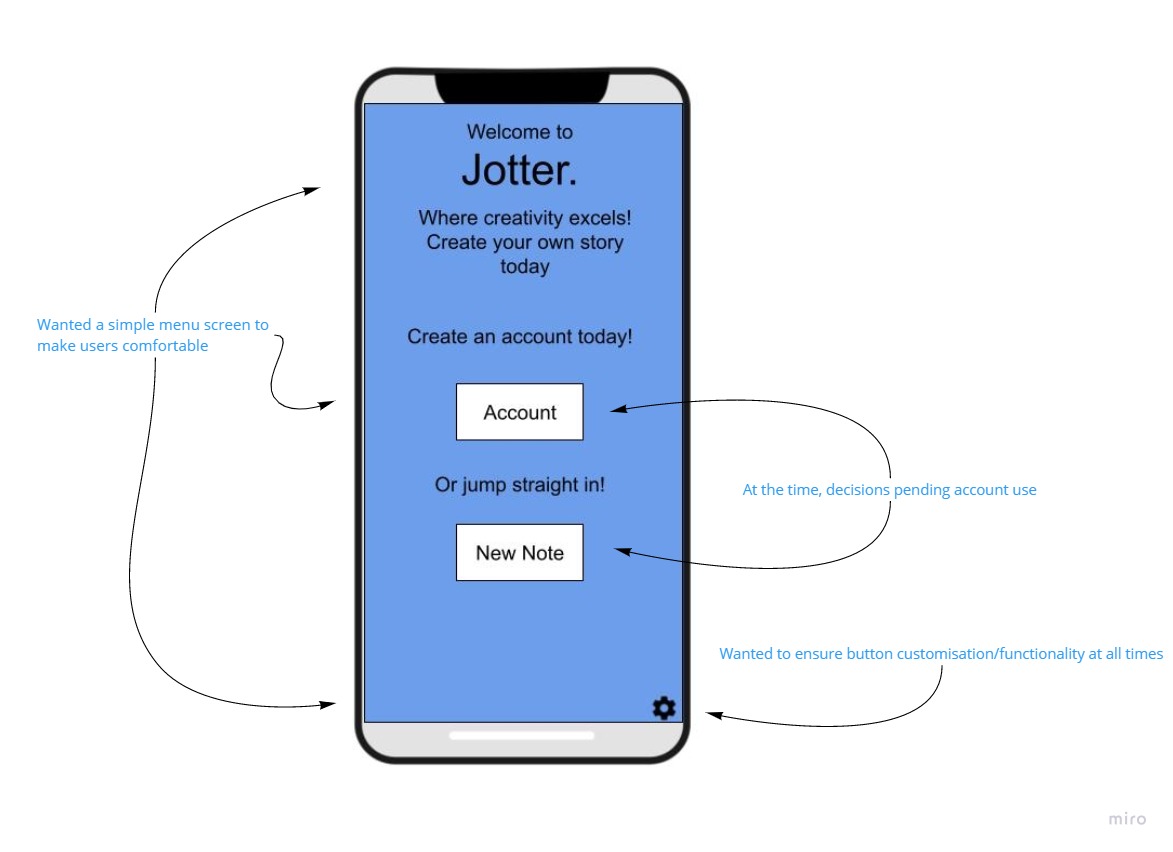 Welcome to
Jotter.
Where creativity excels!
Create your own story
today
Wanted a simple menu screen to
make users comfortable
Create an account today!
Account
Or jump straight in!
At the time, decisions pending account use
New Note
Wanted to ensure button customisation/functionality at all times
miro